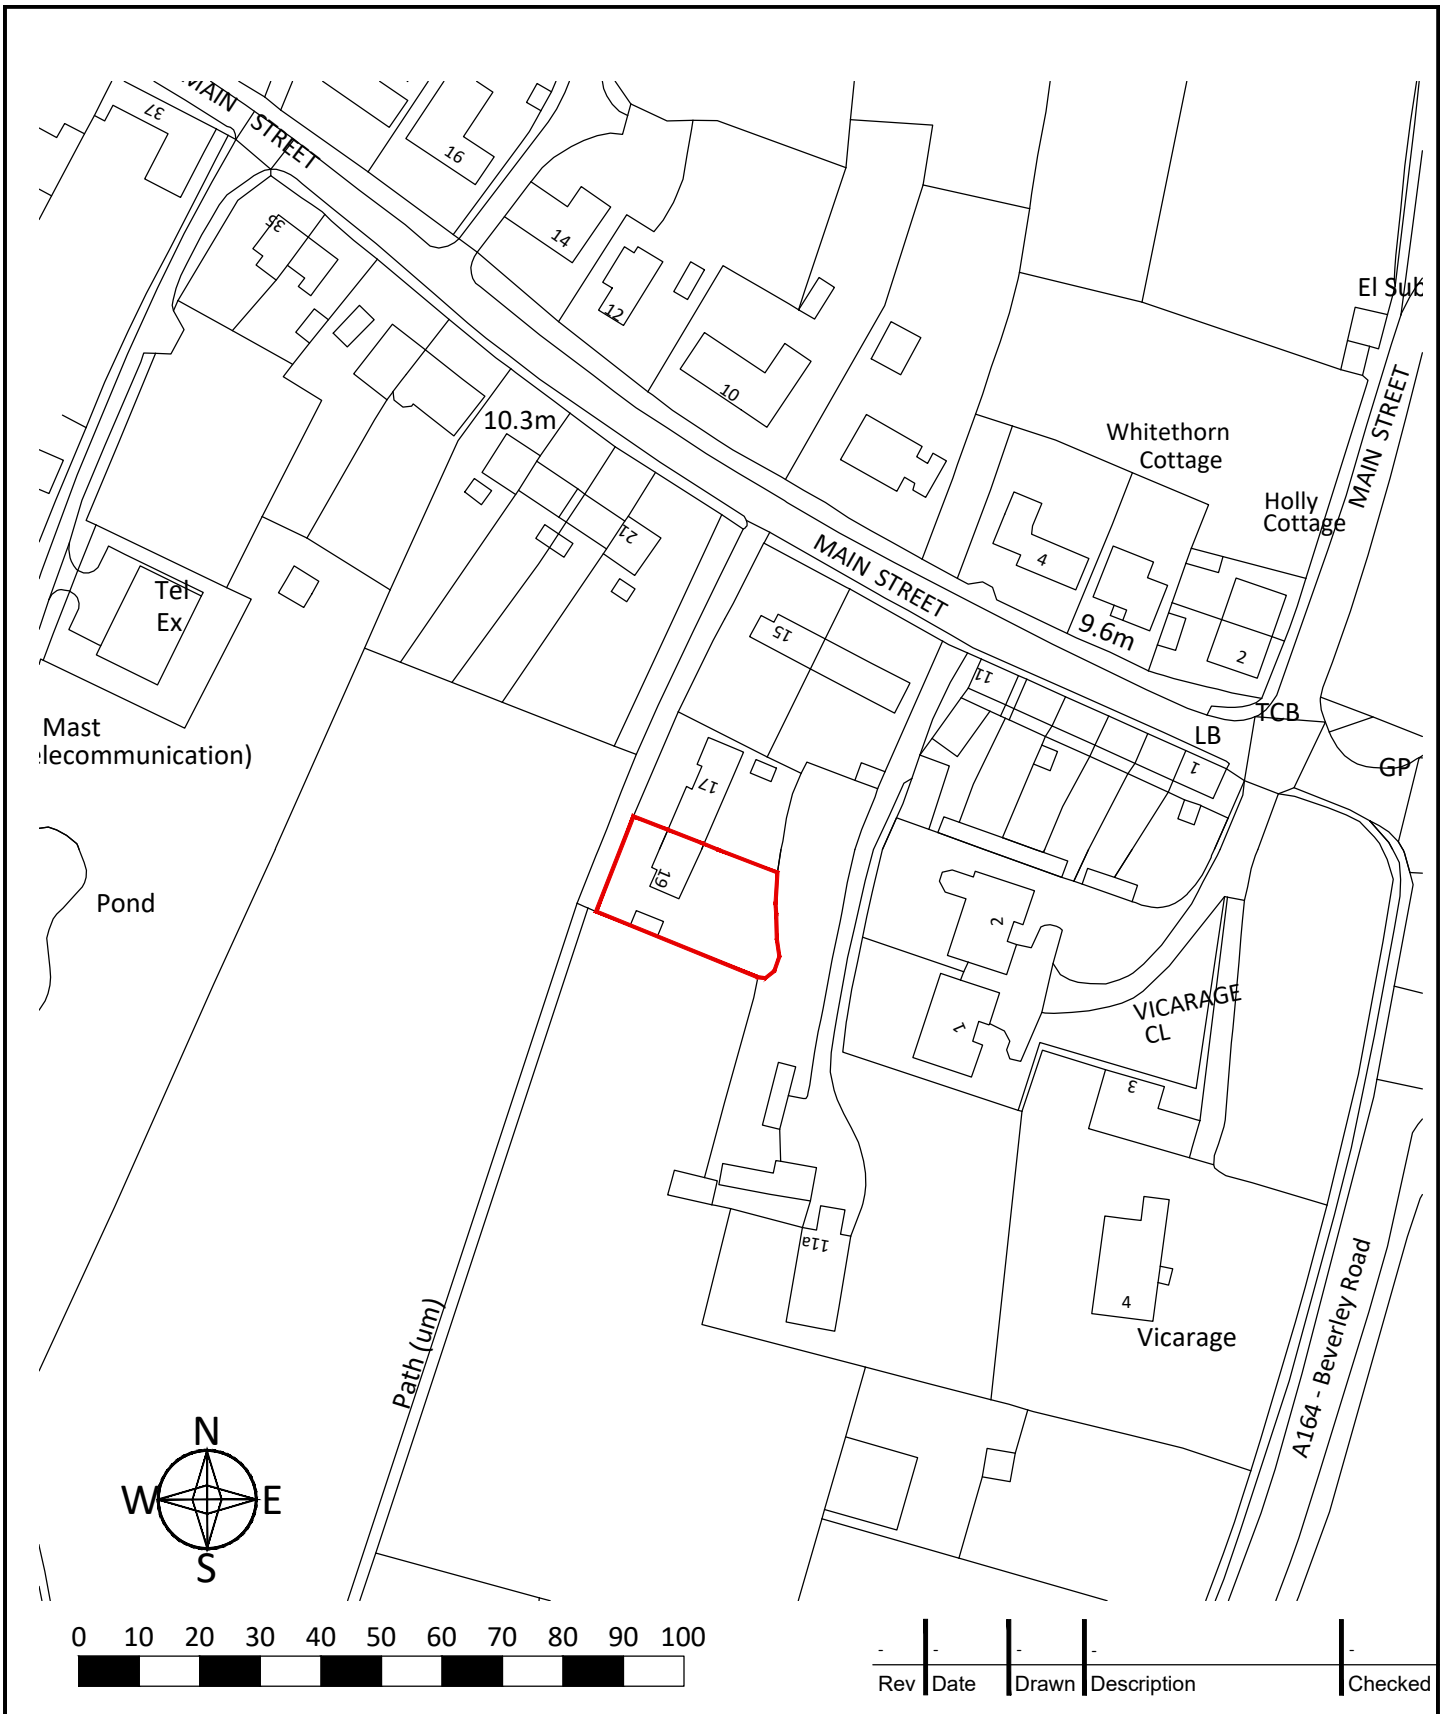 MAIN STREET
37
16
35
14
12
El Sub
10
MAIN STREET
10.3m
Whitethorn
Cottage
Holly
Cottage
21
4
MAIN STREET
Tel
Ex
15
9.6m
2
11
TCB
LB
Mast
elecommunication)
GP
1
17
19
Pond
2
VICARAGE
CL
1
3
11a
A164 - Beverley Road
4
Vicarage
Path (um)
N
W E
S
0 10 20 30 40 50 60 70 80 90 100
- - - - -
Rev Date Drawn Description Checked